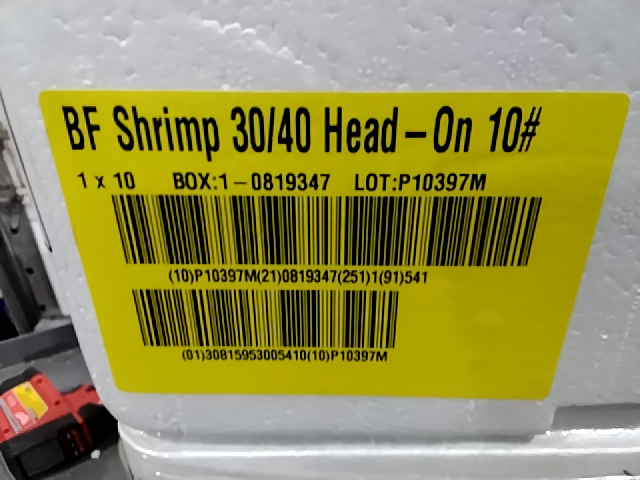 BF Shrimp 30/40 Head-On 10#
1 x 10 BOX:1-0819347 LOT:P10397M
(10)P10397M(21)0819347(251)1(91)541
(01)30815953005410(10)P10397M